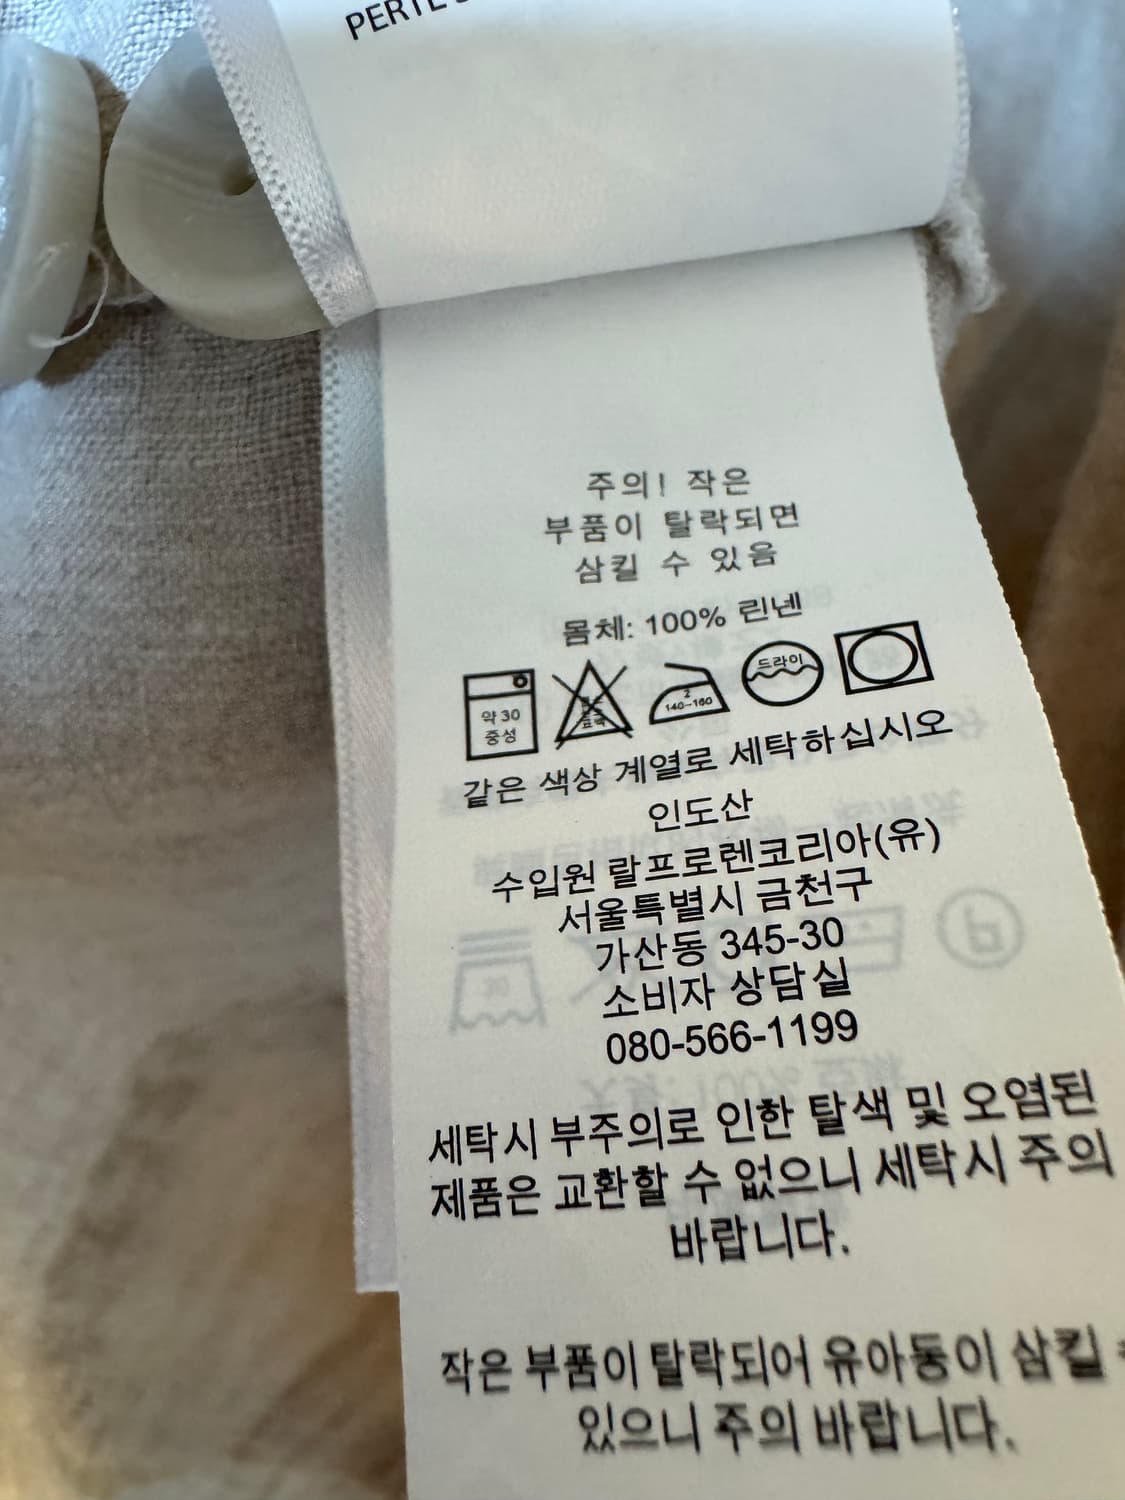 주의! 작은
부품이 탈락되면
삼킬 수 있음
몸체: 100% 린넨
약 30
중성
2
140~160
드라이
같은 색상 계열로 세탁하십시오
인도산
수입원 랄프로렌코리아(유)
서울특별시 금천구
가산동 345-30
소비자 상담실
080-566-1199
세탁시 부주의로 인한 탈색 및 오염된
제품은 교환할 수 없으니 세탁시 주의
바랍니다.
작은 부품이 탈락되어 유아동이 삼킬
있으니 주의 바랍니다.